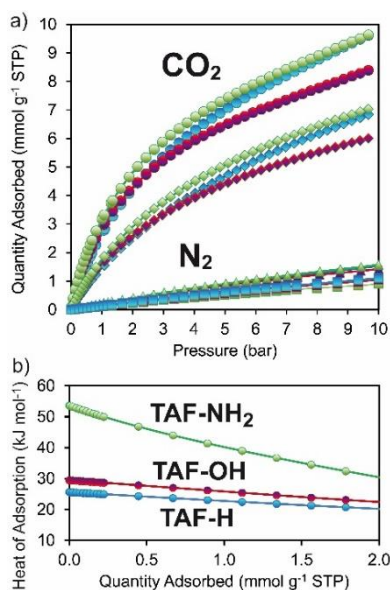 a)
10
9
8
7
6
5
4
3
2
1
0
Quantity Adsorbed (mmol g⁻¹ STP)
CO₂
N₂
0 1 2 3 4 5 6 7 8 9 10
Pressure (bar)
b)
60
50
40
30
20
10
Heat of Adsorption (kJ mol⁻¹)
TAF-NH₂
TAF-OH
TAF-H
0.0 0.5 1.0 1.5 2.0
Quantity Adsorbed (mmol g⁻¹ STP)